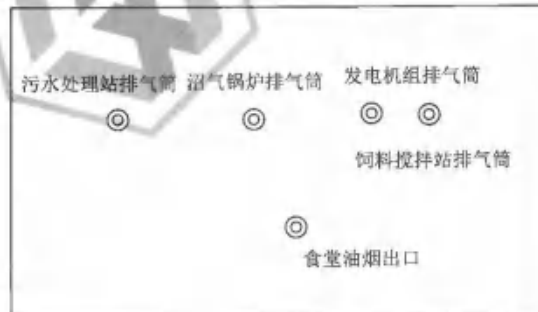 污水处理站排气筒 沼气锅炉排气筒 发电机组排气筒
饲料搅拌站排气筒
食堂油烟出口